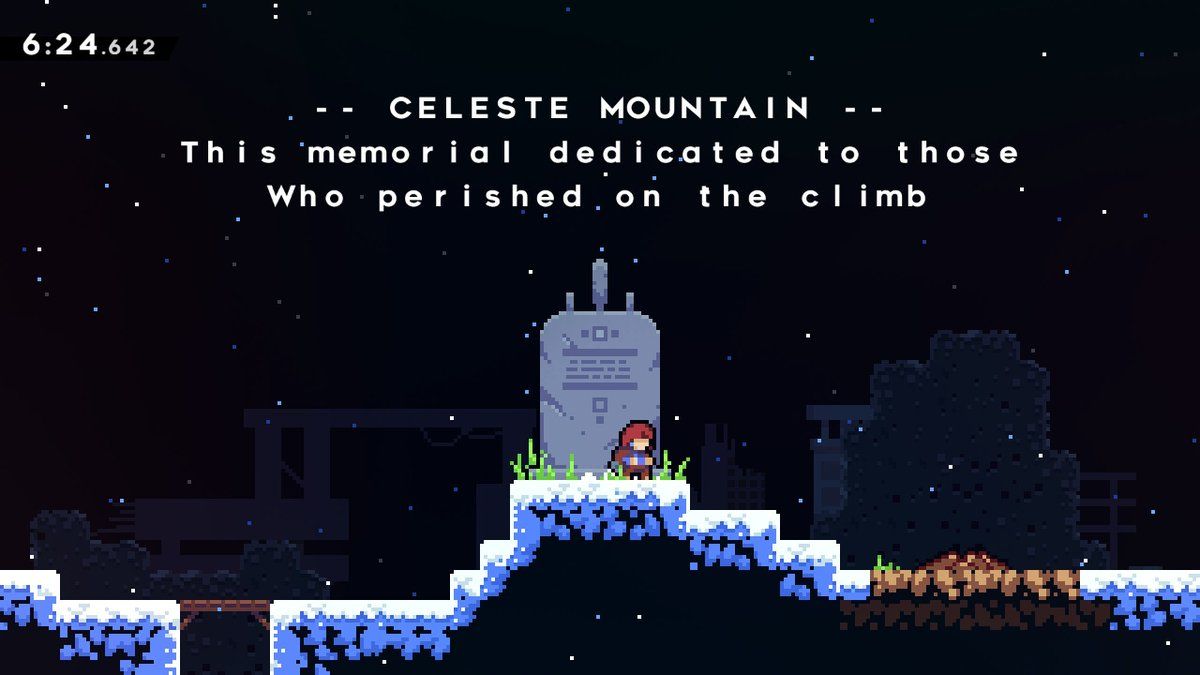 6:24.642
-- CELESTE MOUNTAIN --
This memorial dedicated to those
Who perished on the climb